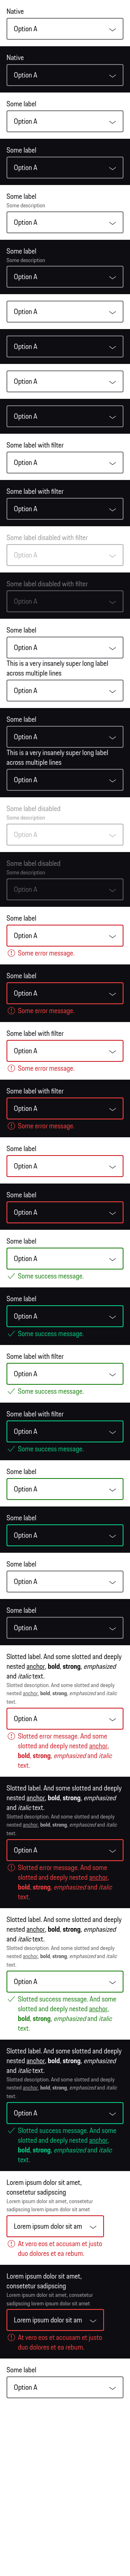 Native
Option A
Native
Option A
Some label
Option A
Some label
Option A
Some label
Some description
Option A
Some label
Some description
Option A
Option A
Option A
Option A
Option A
Some label with filter
Option A
Some label with filter
Option A
Some label disabled with filter
Option A
Some label disabled with filter
Option A
Some label
Option A
This is a very insanely super long label
across multiple lines
Option A
Some label
Option A
This is a very insanely super long label
across multiple lines
Option A
Some label disabled
Some description
Option A
Some label disabled
Some description
Option A
Some label
Option A
Some error message.
Some label
Option A
Some error message.
Some label with filter
Option A
Some error message.
Some label with filter
Option A
Some error message.
Some label
Option A
Some label
Option A
Some label
Option A
Some success message.
Some label
Option A
Some success message.
Some label with filter
Option A
Some success message.
Some label with filter
Option A
Some success message.
Some label
Option A
Some label
Option A
Some label
Option A
Some label
Option A
Slotted label. And some slotted and deeply
nested anchor, bold, strong, emphasized
and italic text.
Slotted description. And some slotted and deeply
nested anchor, bold, strong, emphasized and italic
text.
Option A
Slotted error message. And some
slotted and deeply nested anchor,
bold, strong, emphasized and italic
text.
Slotted label. And some slotted and deeply
nested anchor, bold, strong, emphasized
and italic text.
Slotted description. And some slotted and deeply
nested anchor, bold, strong, emphasized and italic
text.
Option A
Slotted error message. And some
slotted and deeply nested anchor,
bold, strong, emphasized and italic
text.
Slotted label. And some slotted and deeply
nested anchor, bold, strong, emphasized
and italic text.
Slotted description. And some slotted and deeply
nested anchor, bold, strong, emphasized and italic
text.
Option A
Slotted success message. And some
slotted and deeply nested anchor,
bold, strong, emphasized and italic
text.
Slotted label. And some slotted and deeply
nested anchor, bold, strong, emphasized
and italic text.
Slotted description. And some slotted and deeply
nested anchor, bold, strong, emphasized and italic
text.
Option A
Slotted success message. And some
slotted and deeply nested anchor,
bold, strong, emphasized and italic
text.
Lorem ipsum dolor sit amet,
consetetur sadipscing
Lorem ipsum dolor sit amet, consetetur
sadipscing lorem ipsum dolor sit amet
Lorem ipsum dolor sit am
At vero eos et accusam et justo
duo dolores et ea rebum.
Lorem ipsum dolor sit amet,
consetetur sadipscing
Lorem ipsum dolor sit amet, consetetur
sadipscing lorem ipsum dolor sit amet
Lorem ipsum dolor sit am
At vero eos et accusam et justo
duo dolores et ea rebum.
Some label
Option A